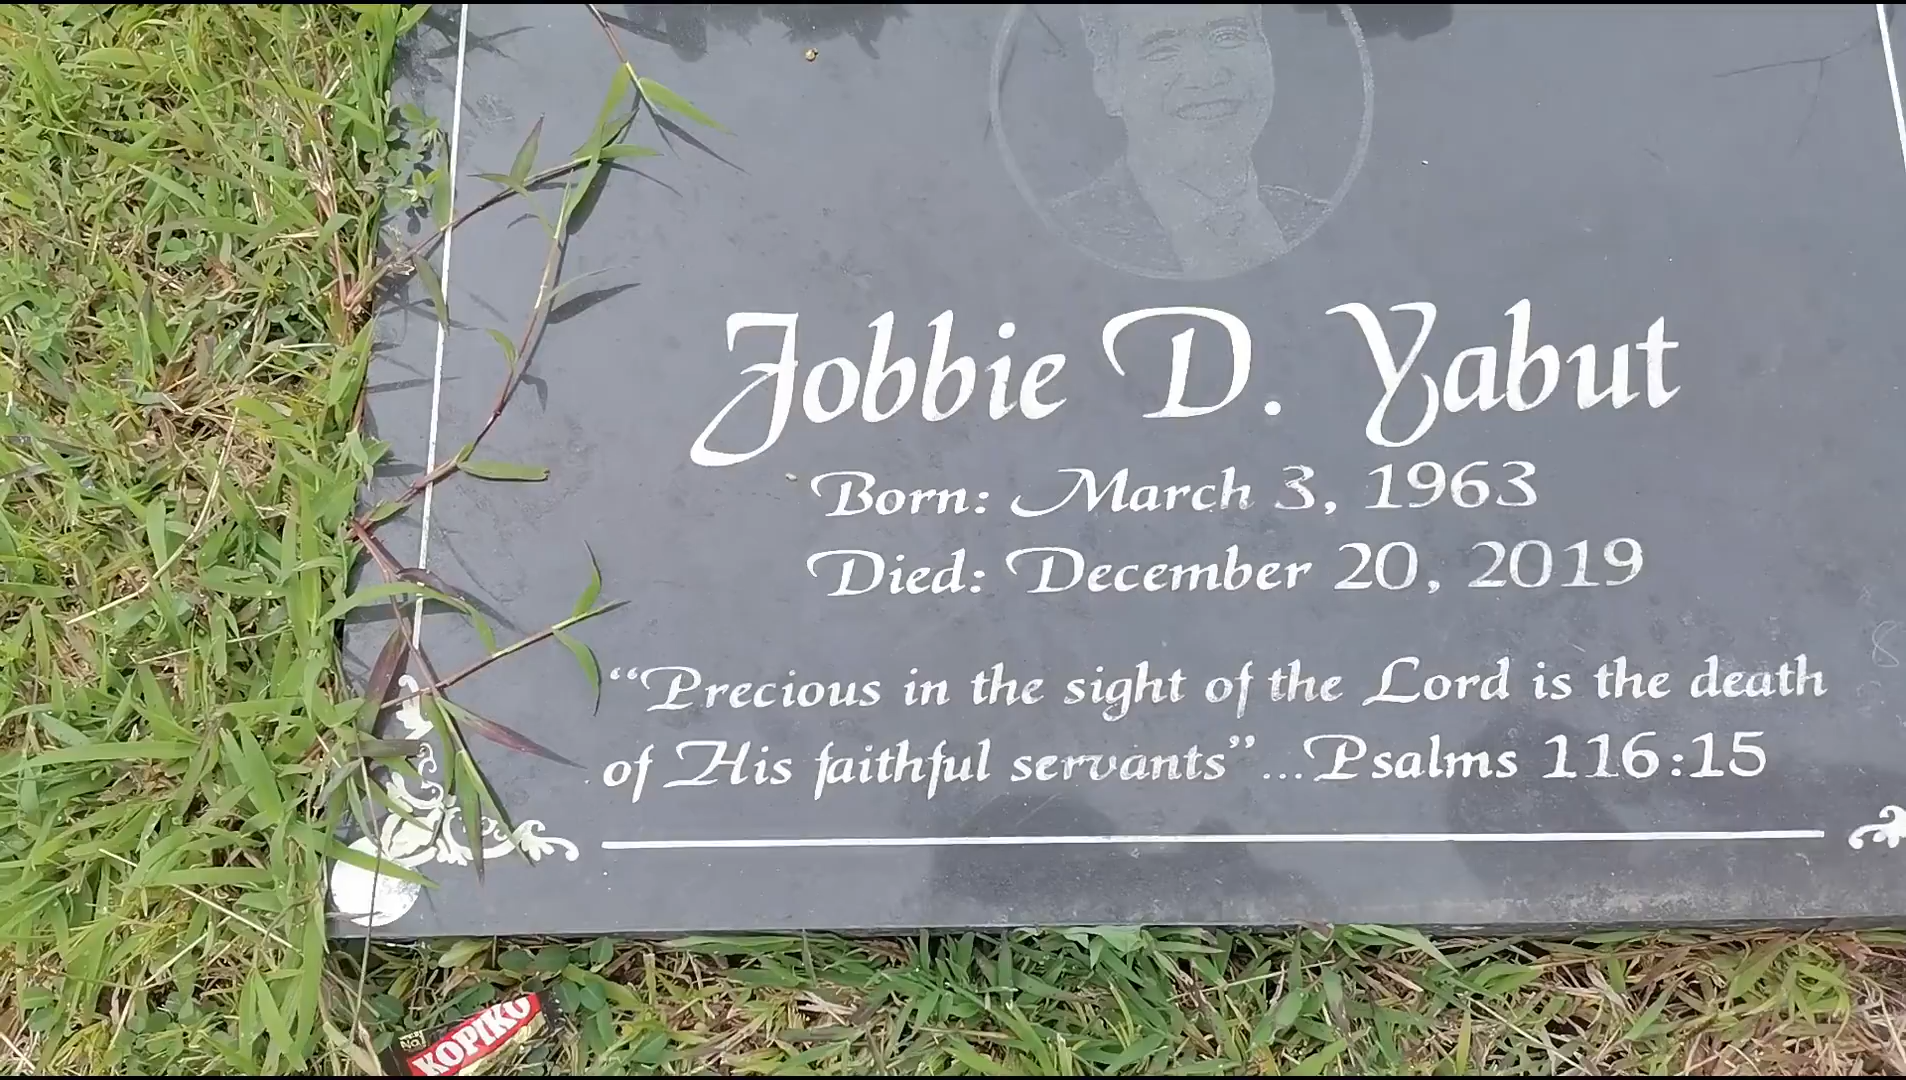 Jobbie D. Yabut
Born: March 3, 1963
Died: December 20, 2019
“Precious in the sight of the Lord is the death
of His faithful servants”...Psalms 116:15
KOPIKO